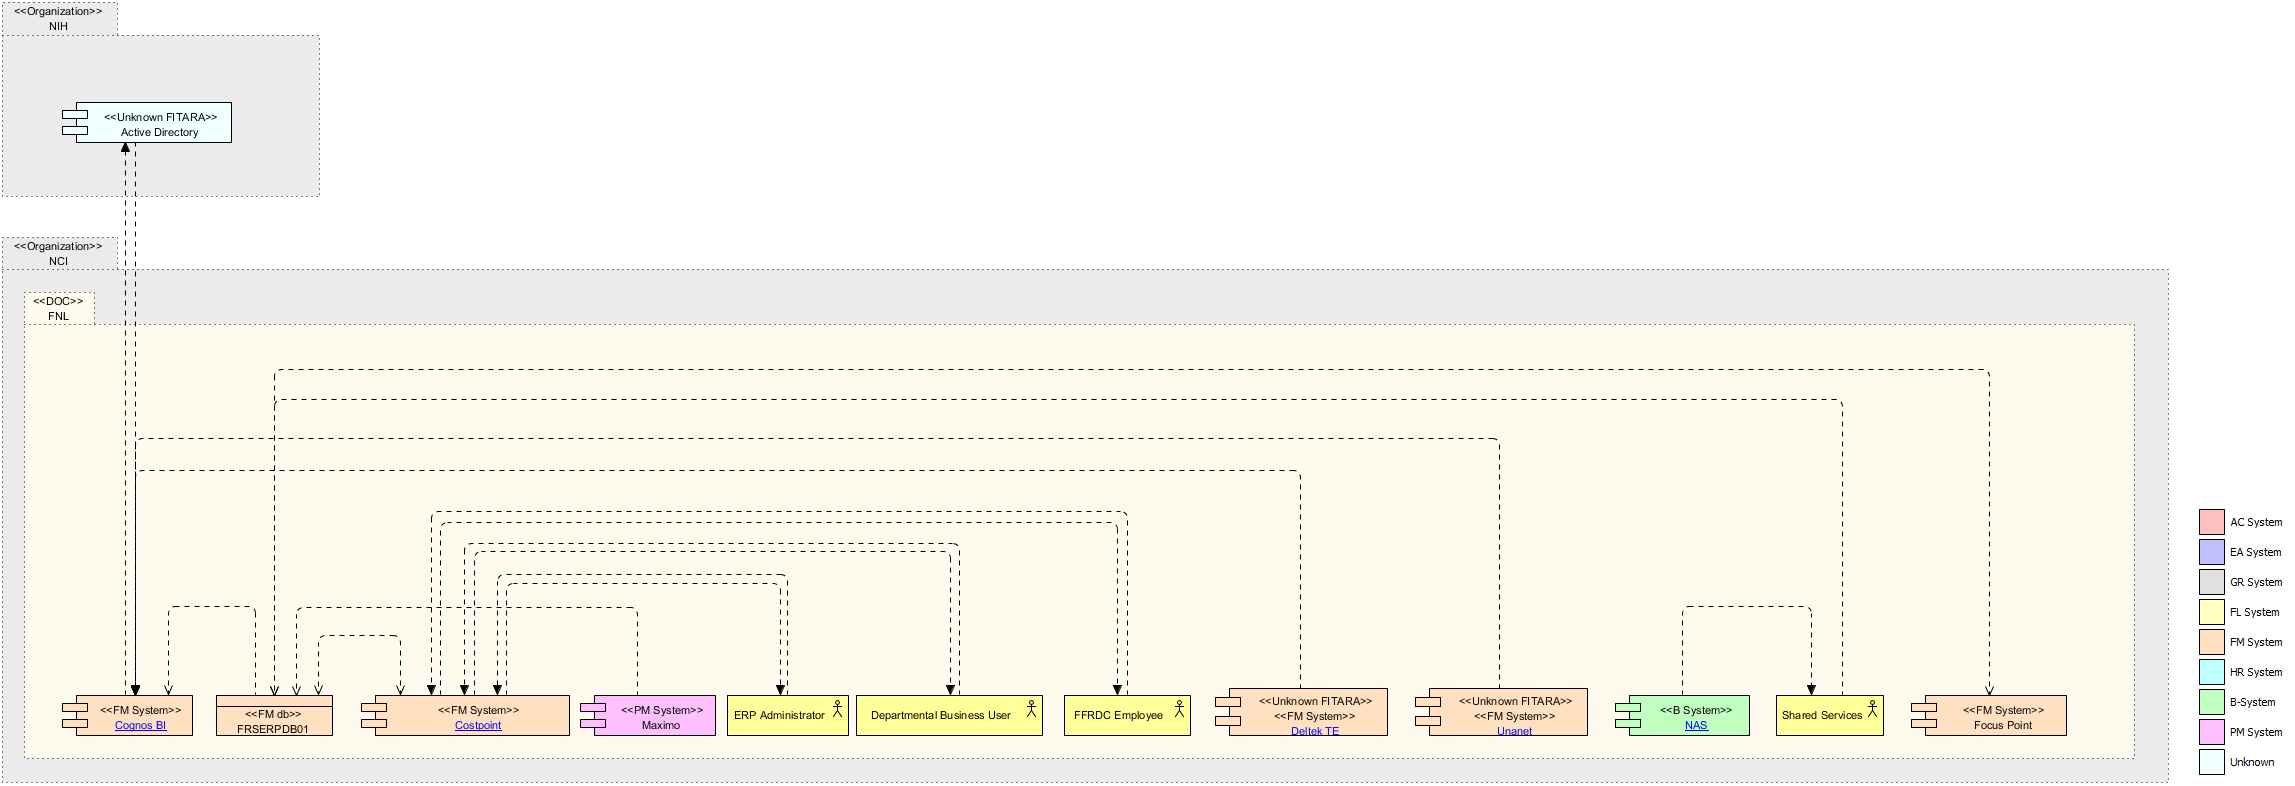 <<Organization>>
NIH
<<Unknown FITARA>>
Active Directory
<<Organization>>
NCI
<<DOC>>
FNL
<<FM System>>
Cognos BI
<<FM db>>
FRSERPDB01
<<FM System>>
Costpoint
<<PM System>>
Maximo
ERP Administrator
Departmental Business User
FFRDC Employee
<<Unknown FITARA>>
<<FM System>>
Deltek TE
<<Unknown FITARA>>
<<FM System>>
Unanet
<<B System>>
NAS
Shared Services
<<FM System>>
Focus Point
AC System
EA System
GR System
FL System
FM System
HR System
B-System
PM System
Unknown